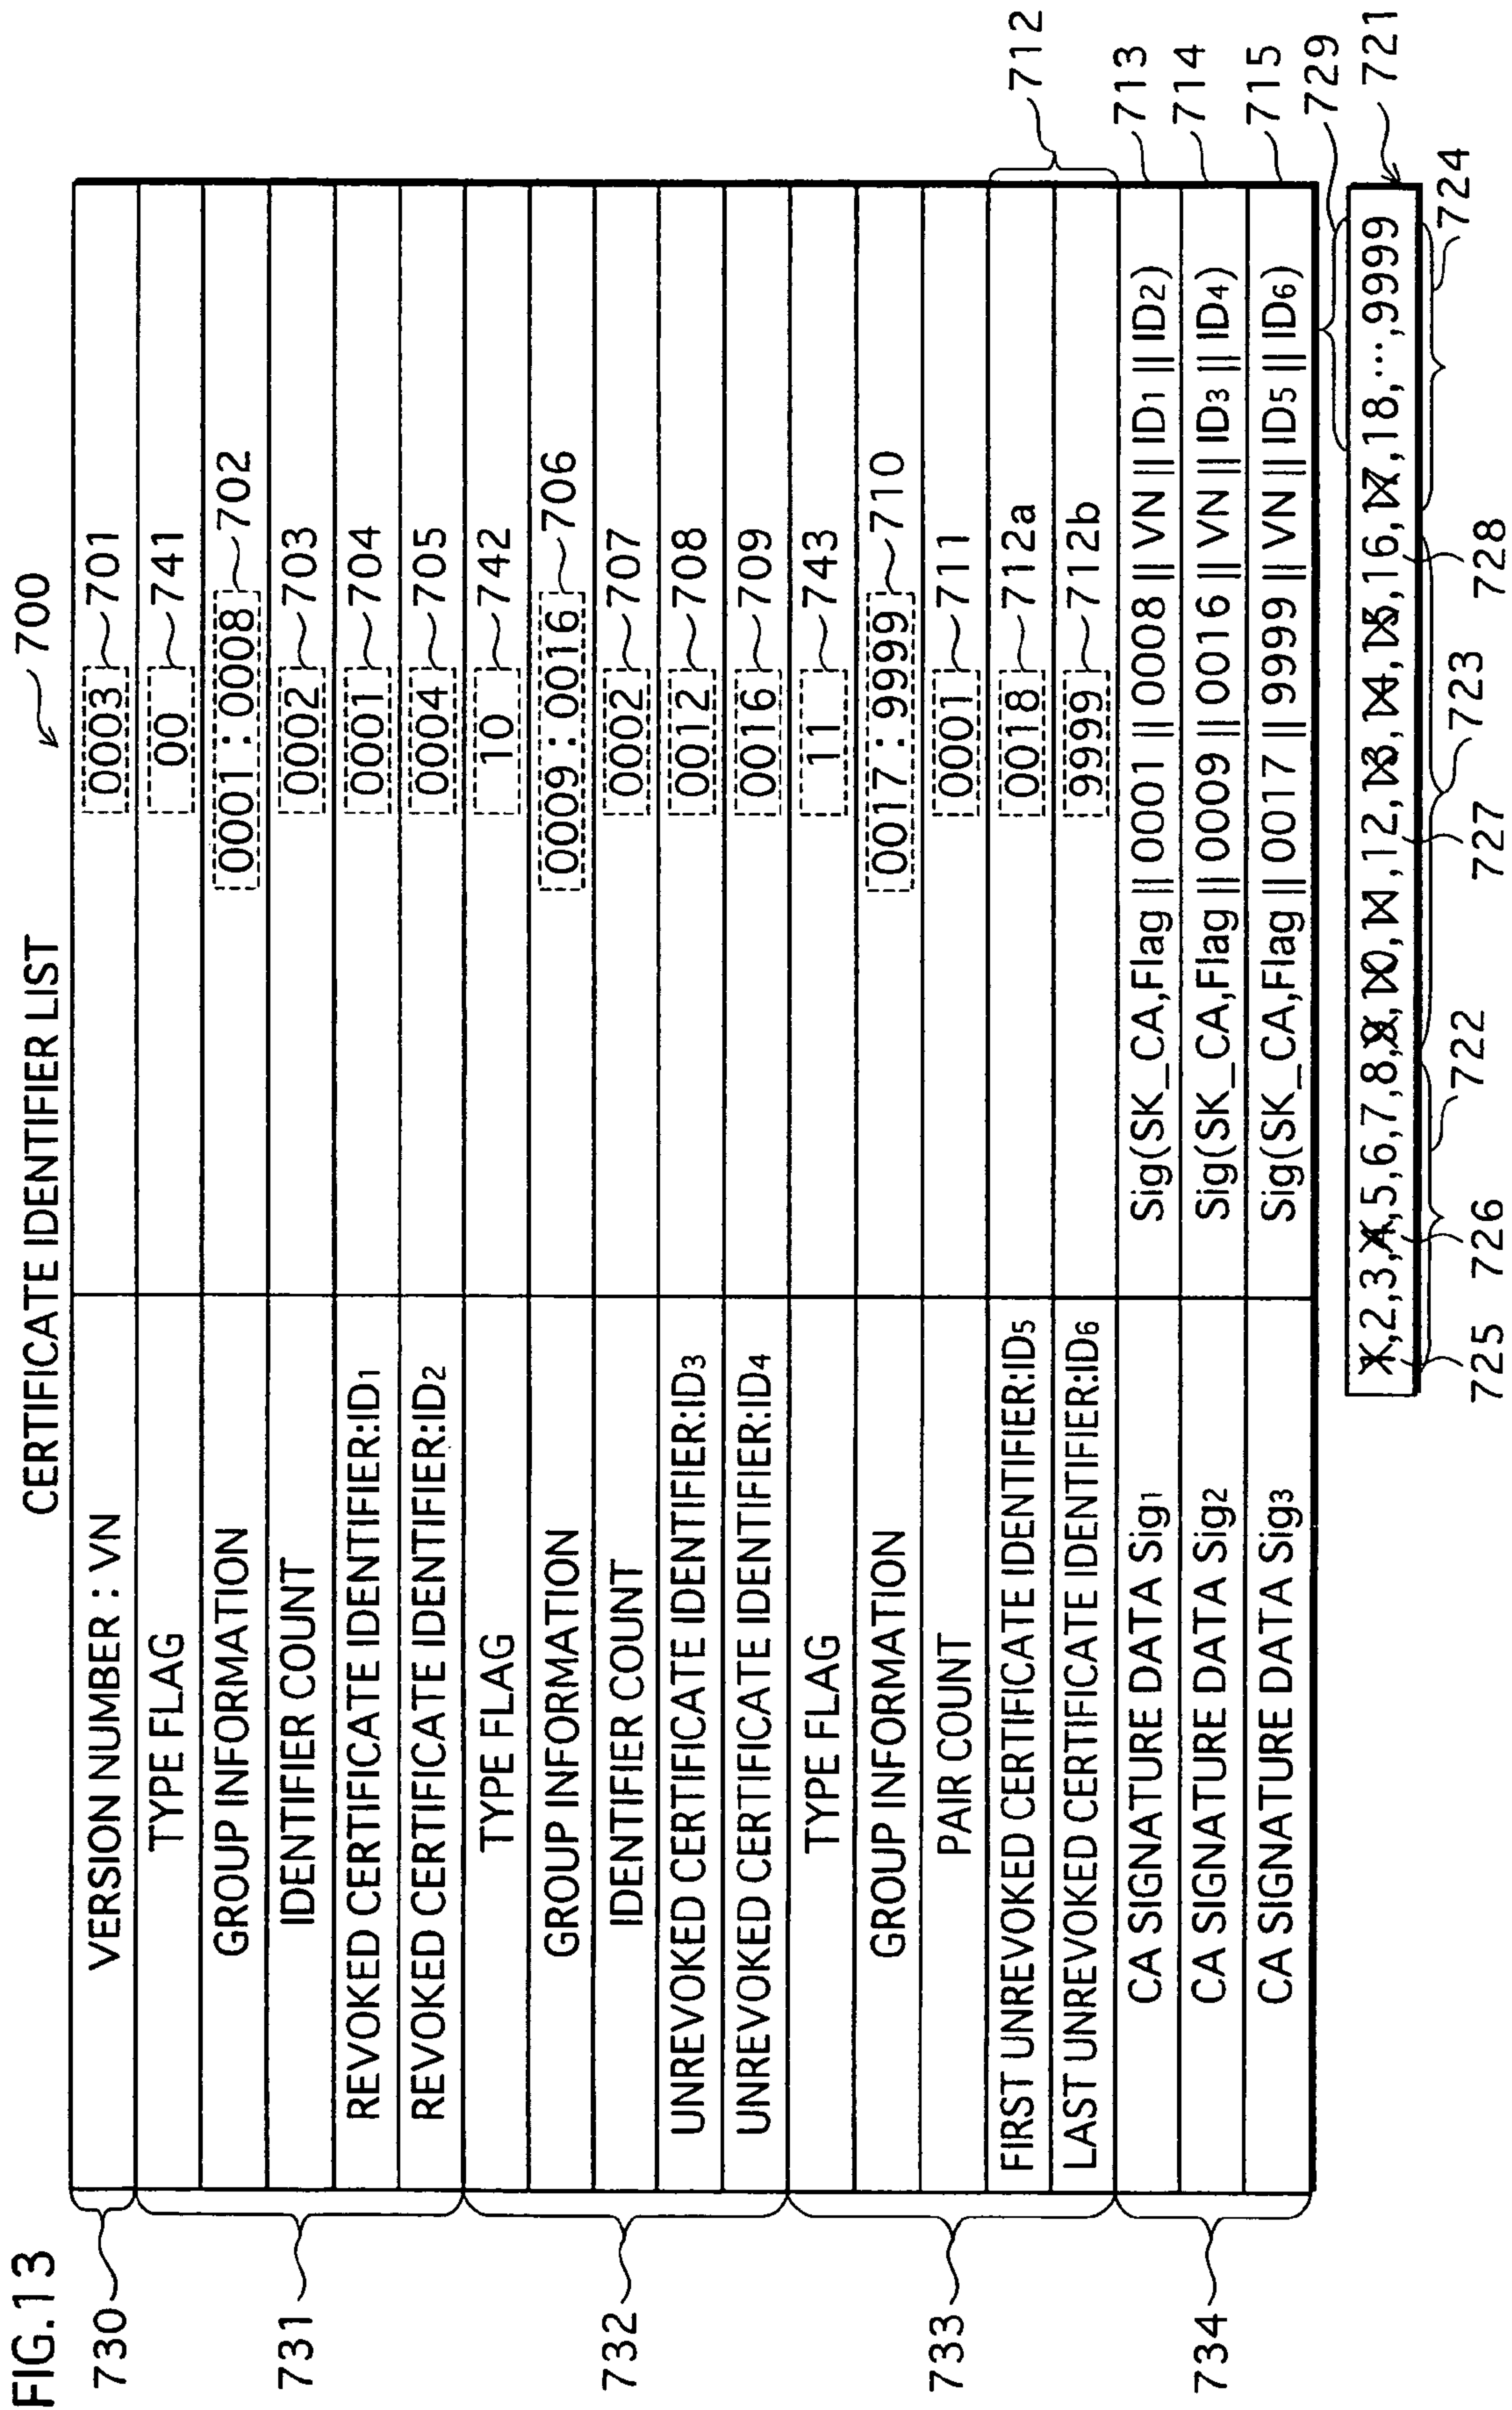 FIG.13
CERTIFICATE IDENTIFIER LIST
700
730
VERSION NUMBER : VN 0003 701
731
TYPE FLAG 00 741
GROUP INFORMATION 0001 : 0008 702
IDENTIFIER COUNT 0002 703
REVOKED CERTIFICATE IDENTIFIER:ID1 0001 704
REVOKED CERTIFICATE IDENTIFIER:ID2 0004 705
732
TYPE FLAG 10 742
GROUP INFORMATION 0009 : 0016 706
IDENTIFIER COUNT 0002 707
UNREVOKED CERTIFICATE IDENTIFIER:ID3 0012 708
UNREVOKED CERTIFICATE IDENTIFIER:ID4 0016 709
733
TYPE FLAG 11 743
GROUP INFORMATION 0017 : 9999 710
PAIR COUNT 0001 711
FIRST UNREVOKED CERTIFICATE IDENTIFIER:ID5 0018 712a
LAST UNREVOKED CERTIFICATE IDENTIFIER:ID6 9999 712b
712
734
CA SIGNATURE DATA Sig1 Sig(SK_CA,Flag || 0001 || 0008 || VN || ID1 || ID2) 713
CA SIGNATURE DATA Sig2 Sig(SK_CA,Flag || 0009 || 0016 || VN || ID3 || ID4) 714
CA SIGNATURE DATA Sig3 Sig(SK_CA,Flag || 0017 || 9999 || VN || ID5 || ID6) 715
729
1,2,3,4,5,6,7,8,9,10,11,12,13,14,15,16,17,18,···,9999 721
725 726 722 727 723 728 724